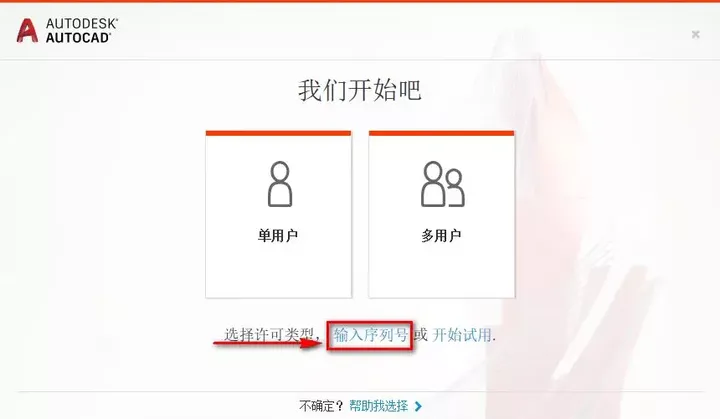 AUTODESK®
AUTOCAD®
我们开始吧
单用户
多用户
选择许可类型，输入序列号 或 开始试用.
不确定？帮助我选择